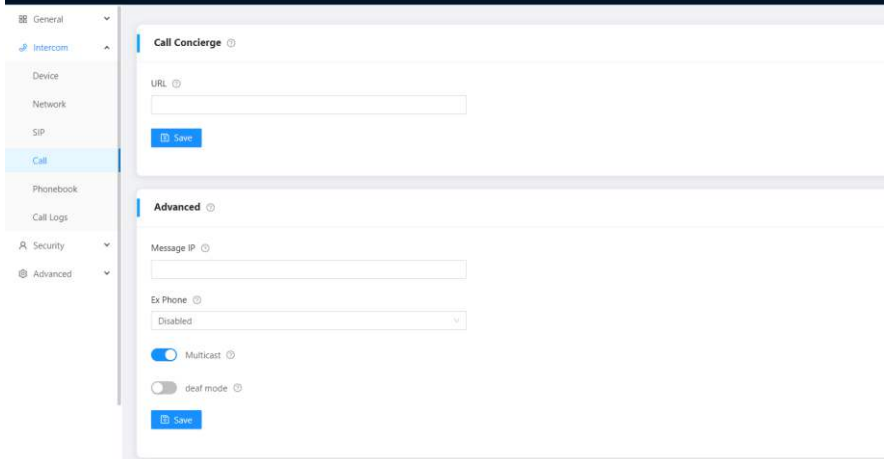 General
Intercom
Device
Network
SIP
Call
Phonebook
Call Logs
Security
Advanced
Call Concierge
URL
Save
Advanced
Message IP
Ex Phone
Disabled
Multicast
deaf mode
Save